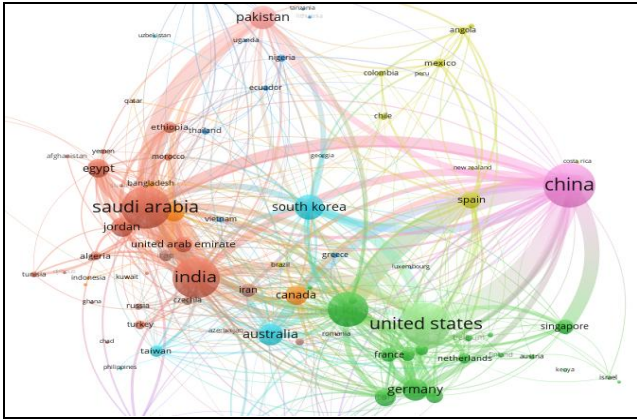 tanzania
pakistan
uganda
uzbekistan
nigeria
angola
mexico
colombia
peru
ecuador
qatar
chile
ethiopia
thailand
yemen
afghanistan
morocco
georgia
costa rica
egypt
new zealand
bangladesh
china
saudi arabia
spain
south korea
jordan
vietnam
united arab emirate
algeria
greece
brazil
luxembourg
tunisia
indonesia
kuwait
india
iran
canada
ghana
czechia
russia
united states
turkey
azerbaijan
romania
australia
singapore
chad
taiwan
france
netherlands
austria
philippines
kenya
israel
germany